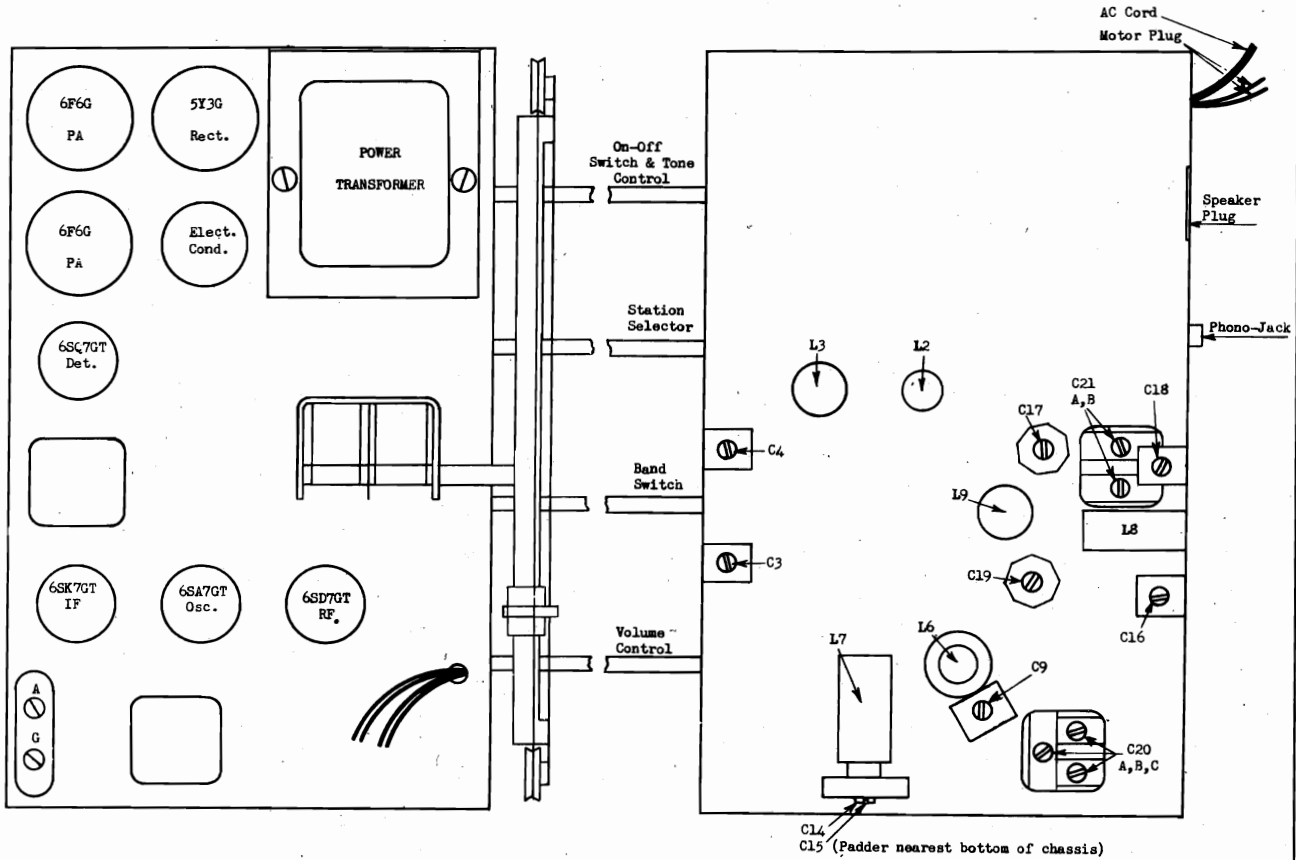 AC Cord
Motor Plug
6F6G
PA
5Y3G
Rect.
POWER
TRANSFORMER
On-Off
Switch & Tone
Control
Speaker
Plug
6F6G
PA
Elect.
Cond.
Station
Selector
Phono-Jack
6SQ7GT
Det.
L3
L2
C17
C21
A,B
C18
C4
Band
Switch
L9
L8
C3
C19
C16
6SK7GT
IF
6SA7GT
Osc.
6SD7GT
RF.
Volume
Control
L7
L6
C9
A
G
C20
A,B,C
C14
C15 (Padder nearest bottom of chassis)